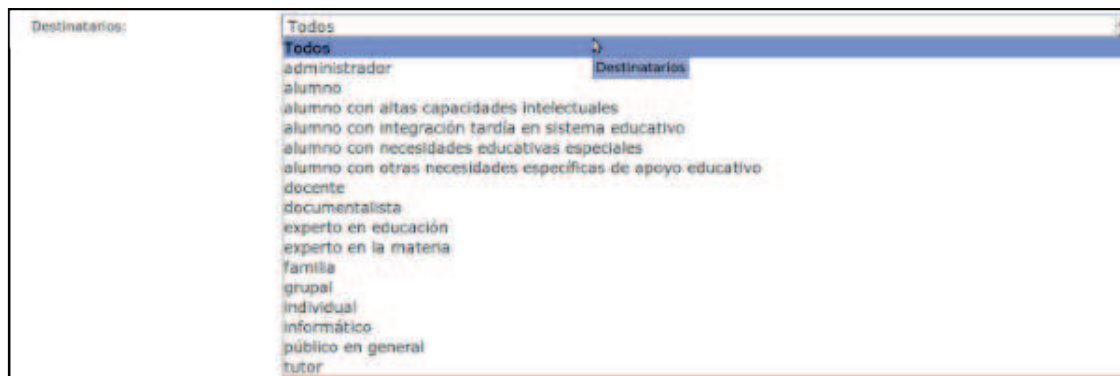 Destinatarios:
Todos
Todos
administrador
Destinatarios
alumno
alumno con altas capacidades intelectuales
alumno con integración tardía en sistema educativo
alumno con necesidades educativas especiales
alumno con otras necesidades específicas de apoyo educativo
docente
documentalista
experto en educación
experto en la materia
familia
grupal
individual
informático
público en general
tutor